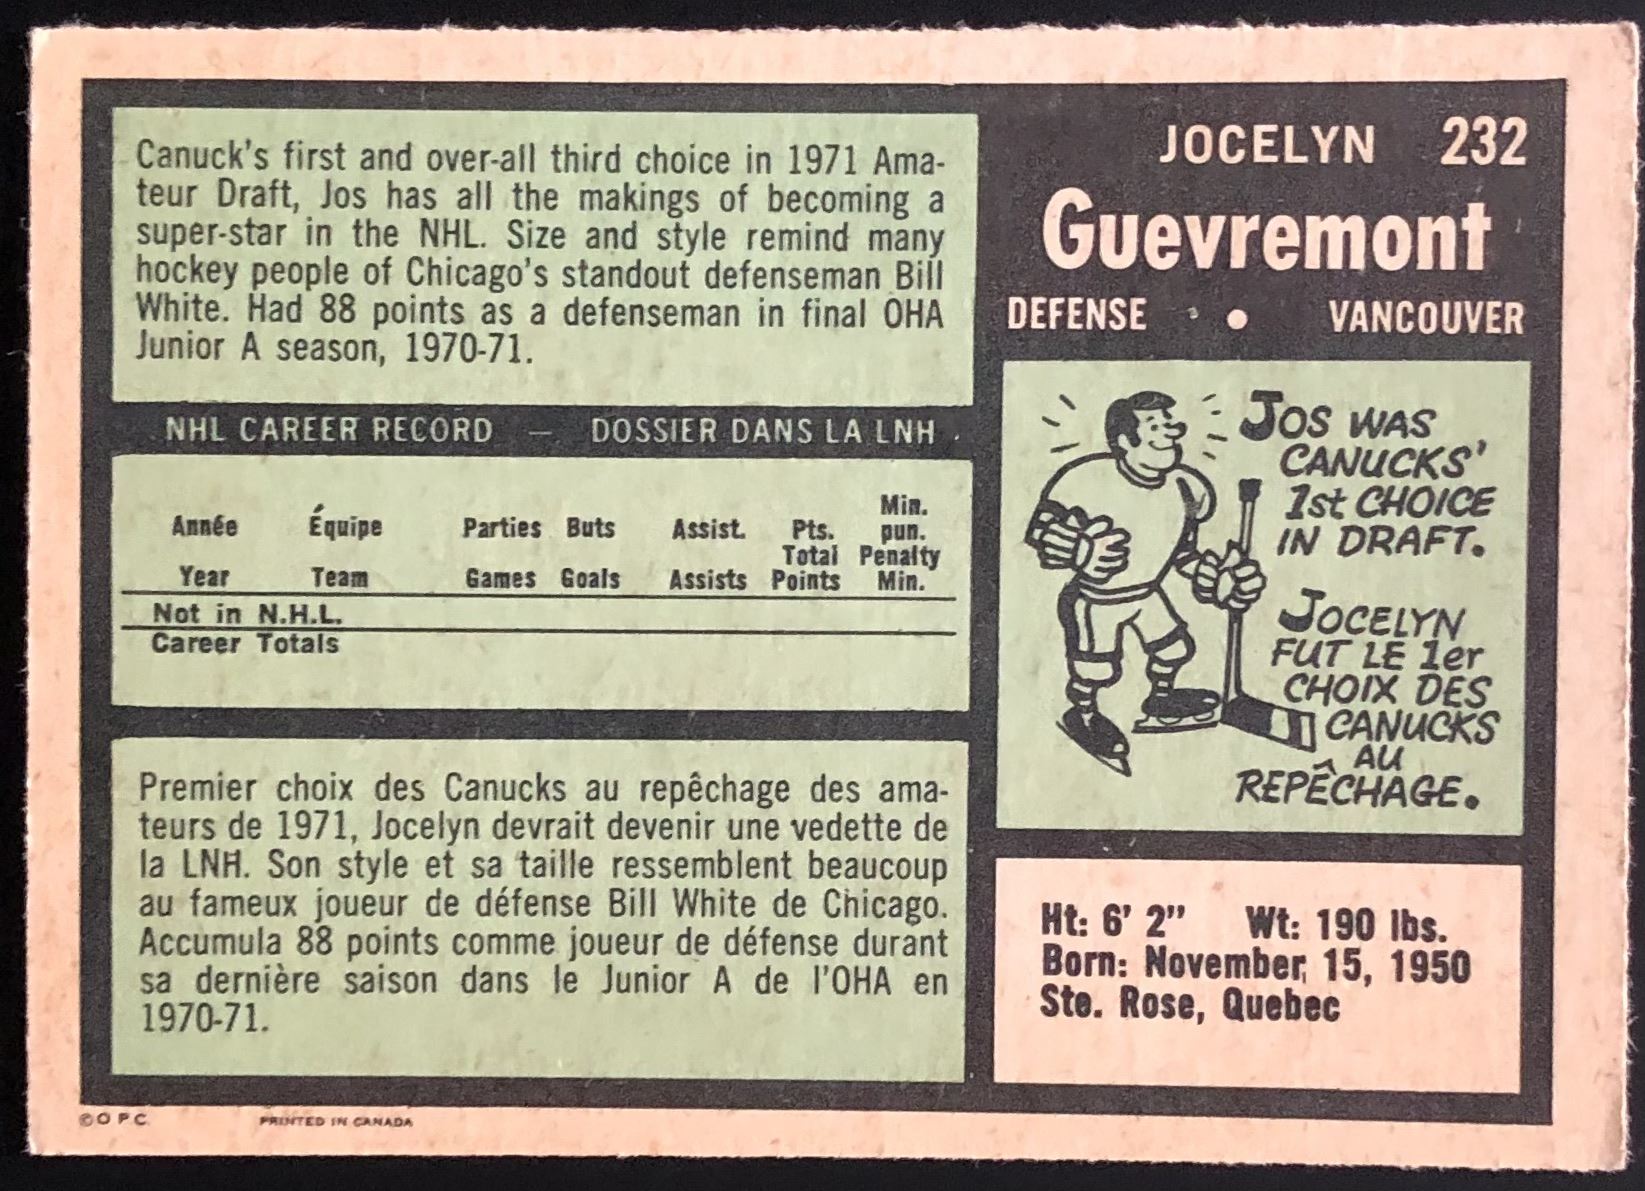 JOCELYN 232
Guevremont
DEFENSE • VANCOUVER
Canuck's first and over-all third choice in 1971 Ama-
teur Draft, Jos has all the makings of becoming a
super-star in the NHL. Size and style remind many
hockey people of Chicago's standout defenseman Bill
White. Had 88 points as a defenseman in final OHA
Junior A season, 1970-71.
NHL CAREER RECORD — DOSSIER DANS LA LNH
Min.
Année Équipe Parties Buts Assist. Pts. pun.
Total Penalty
Year Team Games Goals Assists Points Min.
Not in N.H.L.
Career Totals
Premier choix des Canucks au repêchage des ama-
teurs de 1971, Jocelyn devrait devenir une vedette de
la LNH. Son style et sa taille ressemblent beaucoup
au fameux joueur de défense Bill White de Chicago.
Accumula 88 points comme joueur de défense durant
sa dernière saison dans le Junior A de l'OHA en
1970-71.
JOS WAS
CANUCKS'
1st CHOICE
IN DRAFT.
JOCELYN
FUT LE 1er
CHOIX DES
CANUCKS
AU
REPÊCHAGE.
Ht: 6' 2" Wt: 190 lbs.
Born: November 15, 1950
Ste. Rose, Quebec
© O P C PRINTED IN CANADA